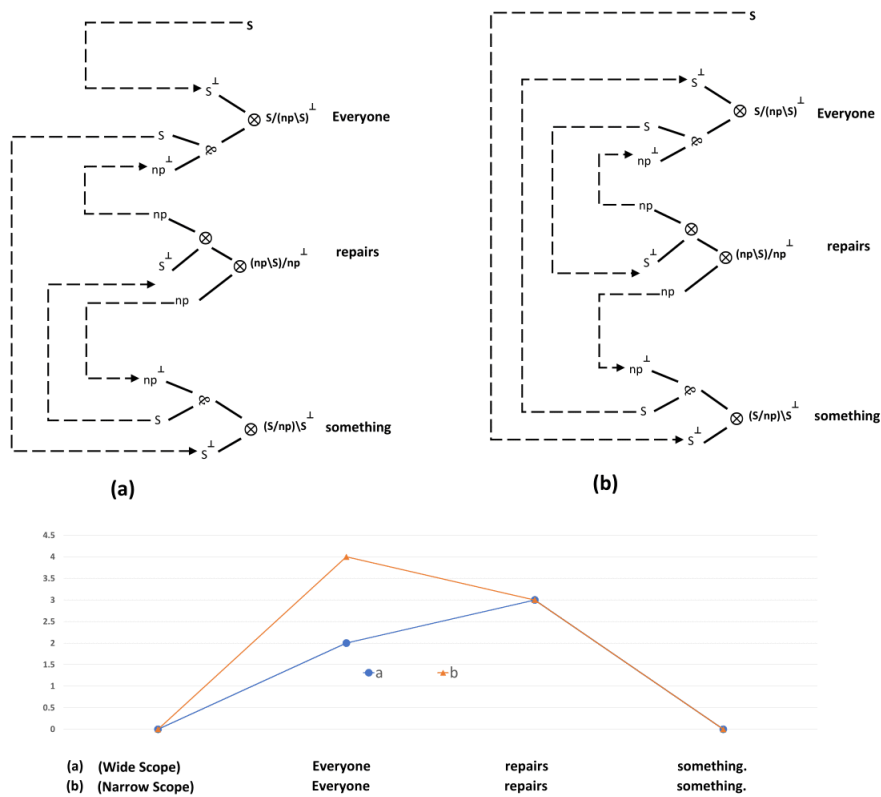 S
S⊥
⊗ S/(np\S)⊥ Everyone
S
⅋
np⊥
np
⊗
S⊥
⊗ (np\S)/np⊥ repairs
np
np⊥
⅋
S
⊗ (S/np)\S⊥ something
S⊥
(a)
S
S⊥
⊗ S/(np\S)⊥ Everyone
S
⅋
np⊥
np
⊗
S⊥
⊗ (np\S)/np⊥ repairs
np
np⊥
⅋
S
⊗ (S/np)\S⊥ something
S⊥
(b)
4.5
4
3.5
3
2.5
2
1.5
1
0.5
0
a b
(a) (Wide Scope) Everyone repairs something.
(b) (Narrow Scope) Everyone repairs something.